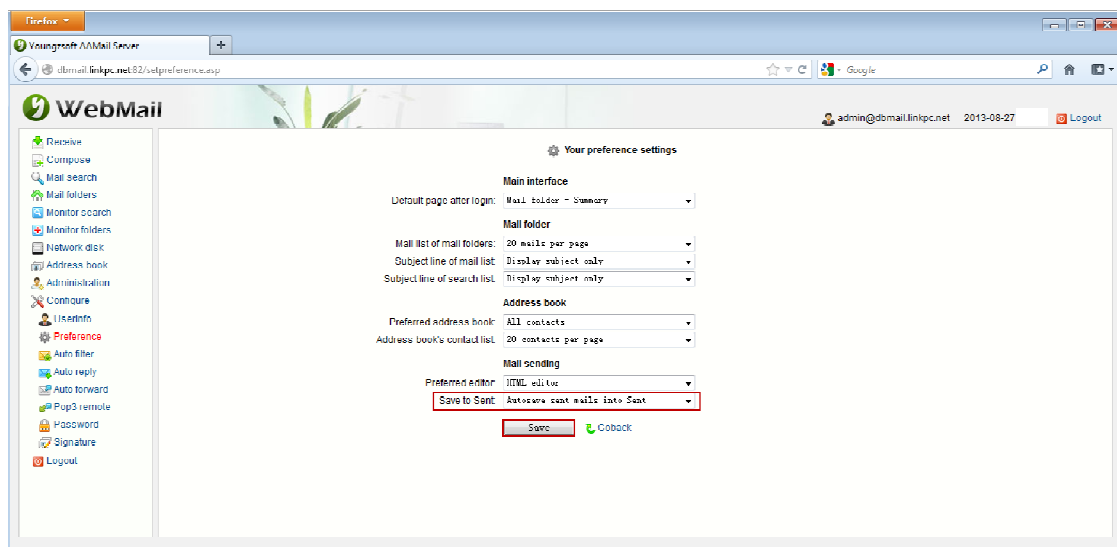 Firefox
Youngzsoft AAMail Server
dbmail.linkpc.net:82/setpreference.asp
Google
WebMail
admin@dbmail.linkpc.net 2013-08-27 Logout
Receive
Compose
Mail search
Mail folders
Monitor search
Monitor folders
Network disk
Address book
Administration
Configure
Userinfo
Preference
Auto filter
Auto reply
Auto forward
Pop3 remote
Password
Signature
Logout
Your preference settings
Main interface
Default page after login: Mail folder - Summary
Mail folder
Mail list of mail folders: 20 mails per page
Subject line of mail list: Display subject only
Subject line of search list: Display subject only
Address book
Preferred address book: All contacts
Address book's contact list: 20 contacts per page
Mail sending
Preferred editor: HTML editor
Save to Sent: Autosave sent mails into Sent
Save Goback